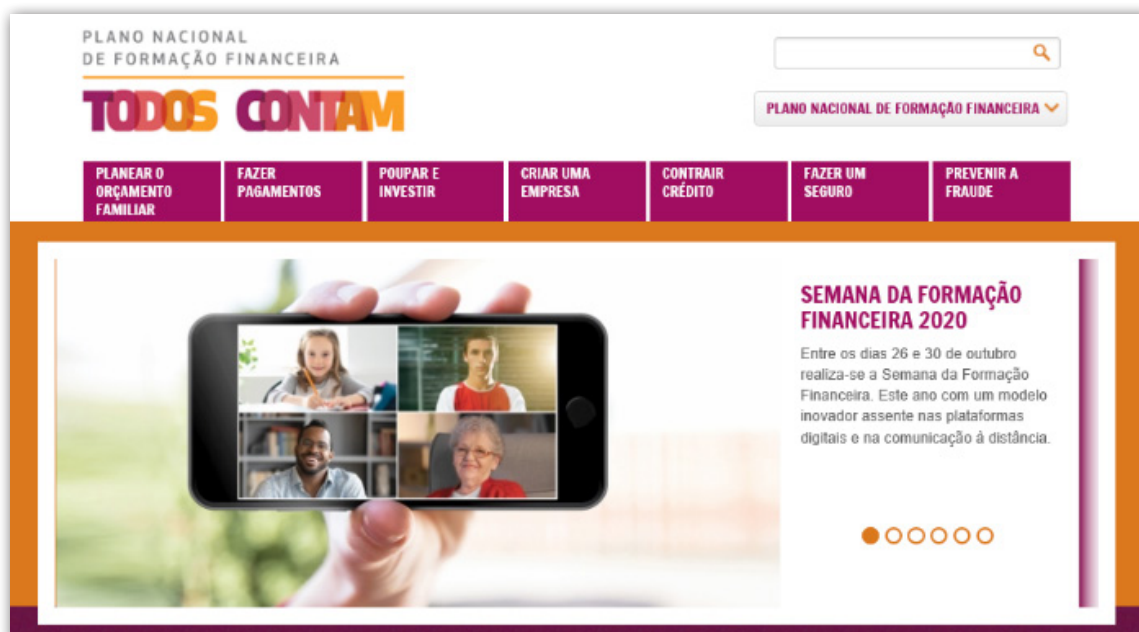 PLANO NACIONAL
DE FORMAÇÃO FINANCEIRA
TODOS CONTAM
PLANO NACIONAL DE FORMAÇÃO FINANCEIRA
PLANEAR O
ORÇAMENTO
FAMILIAR
FAZER
PAGAMENTOS
POUPAR E
INVESTIR
CRIAR UMA
EMPRESA
CONTRAIR
CRÉDITO
FAZER UM
SEGURO
PREVENIR A
FRAUDE
SEMANA DA FORMAÇÃO
FINANCEIRA 2020
Entre os dias 26 e 30 de outubro
realiza-se a Semana da Formação
Financeira. Este ano com um modelo
inovador assente nas plataformas
digitais e na comunicação à distância.